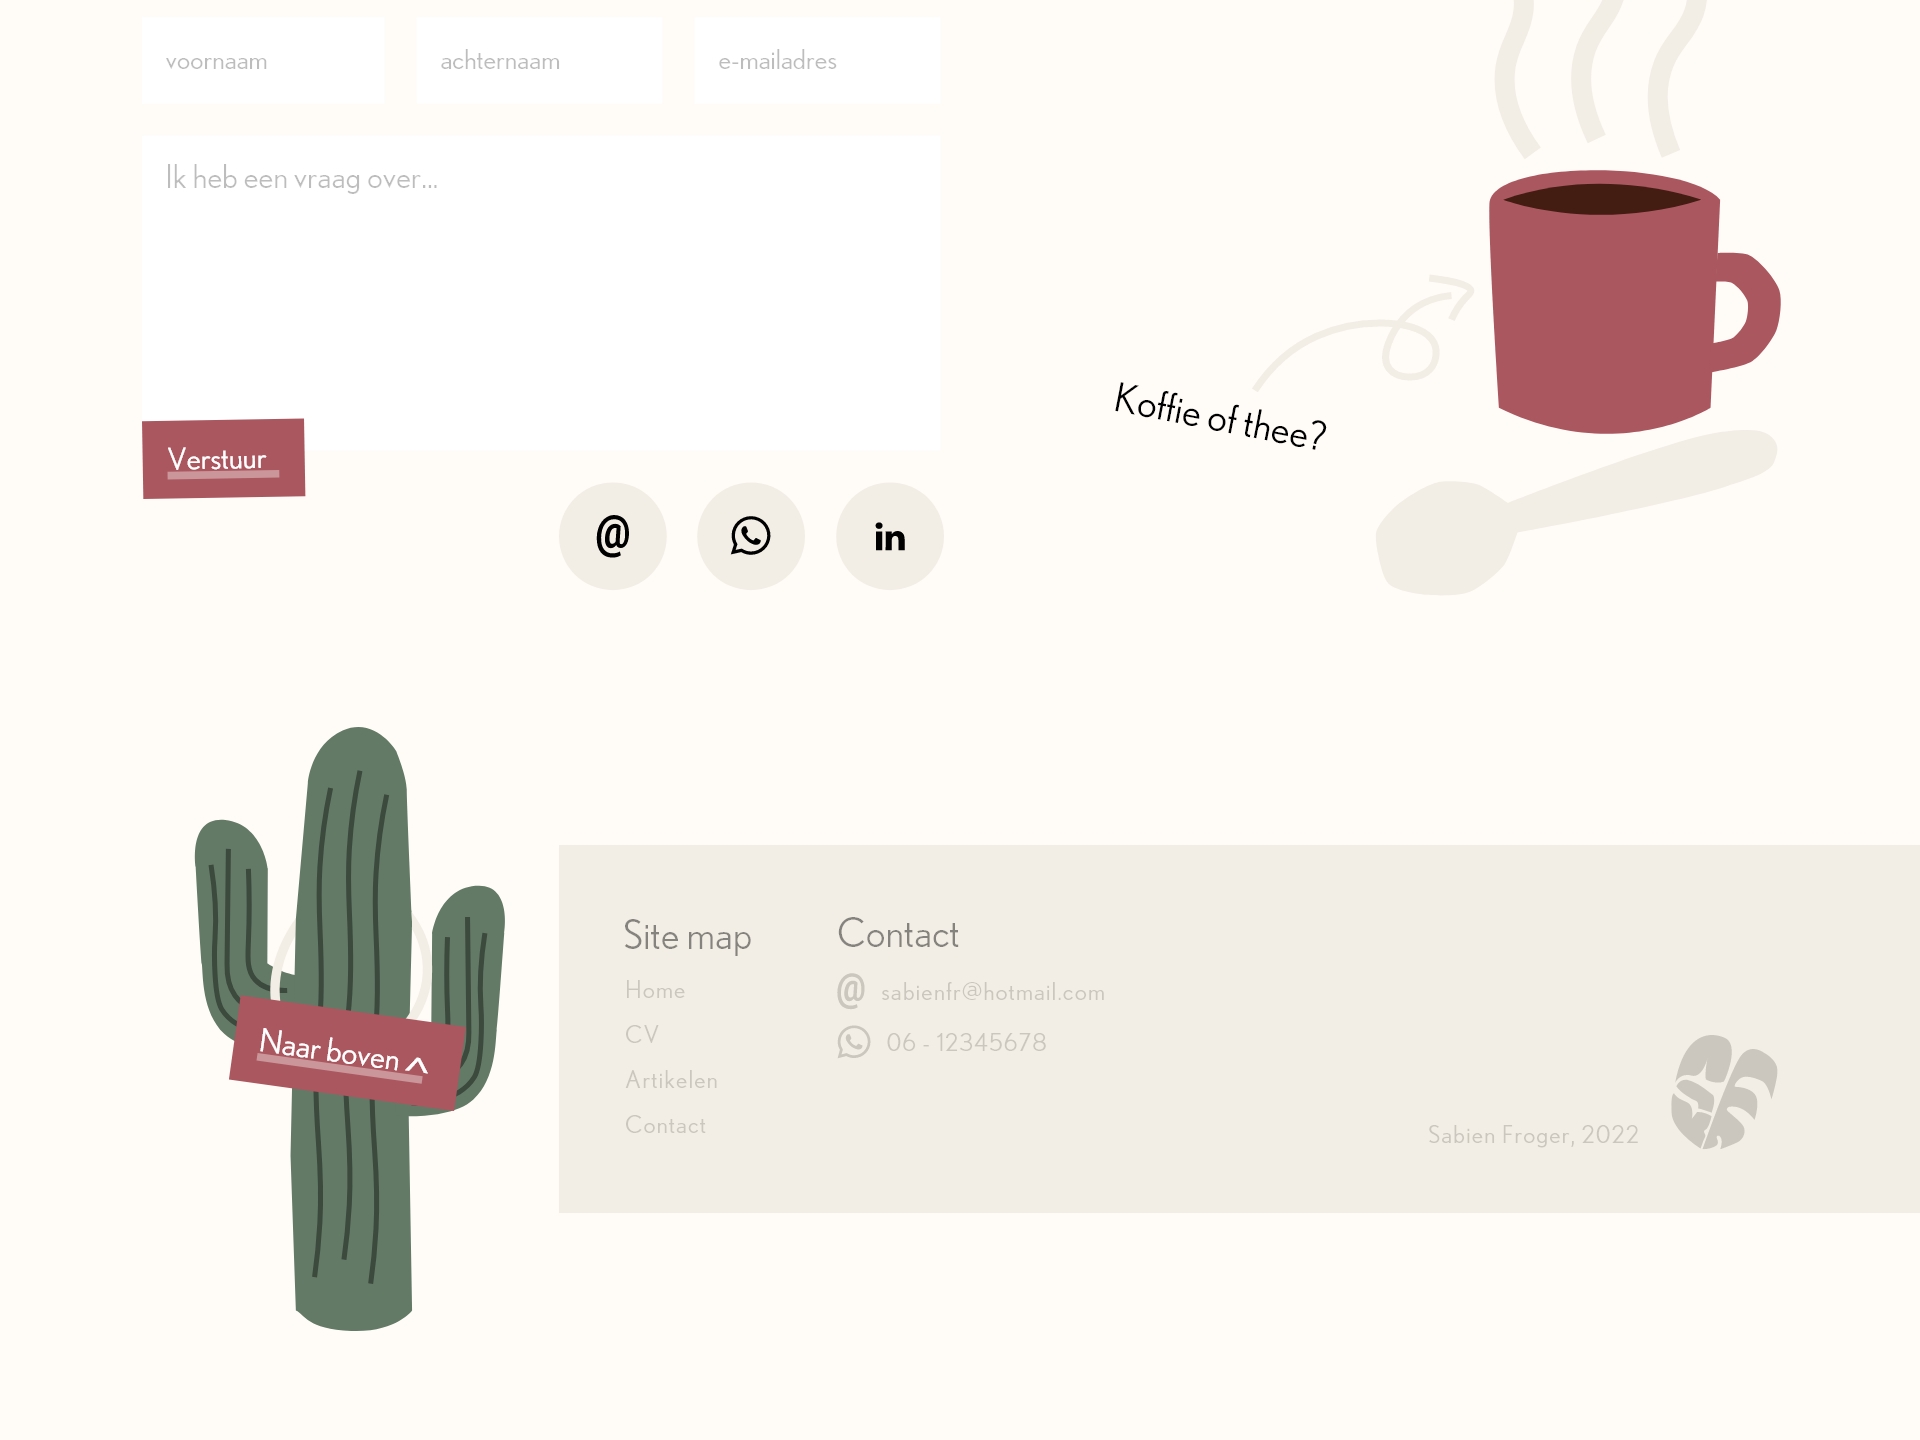 voornaam
achternaam
e-mailadres
Ik heb een vraag over...
Verstuur
Koffie of thee?
@
in
Naar boven
Site map
Home
CV
Artikelen
Contact
Contact
@ sabienfr@hotmail.com
06 - 12345678
Sabien Froger, 2022